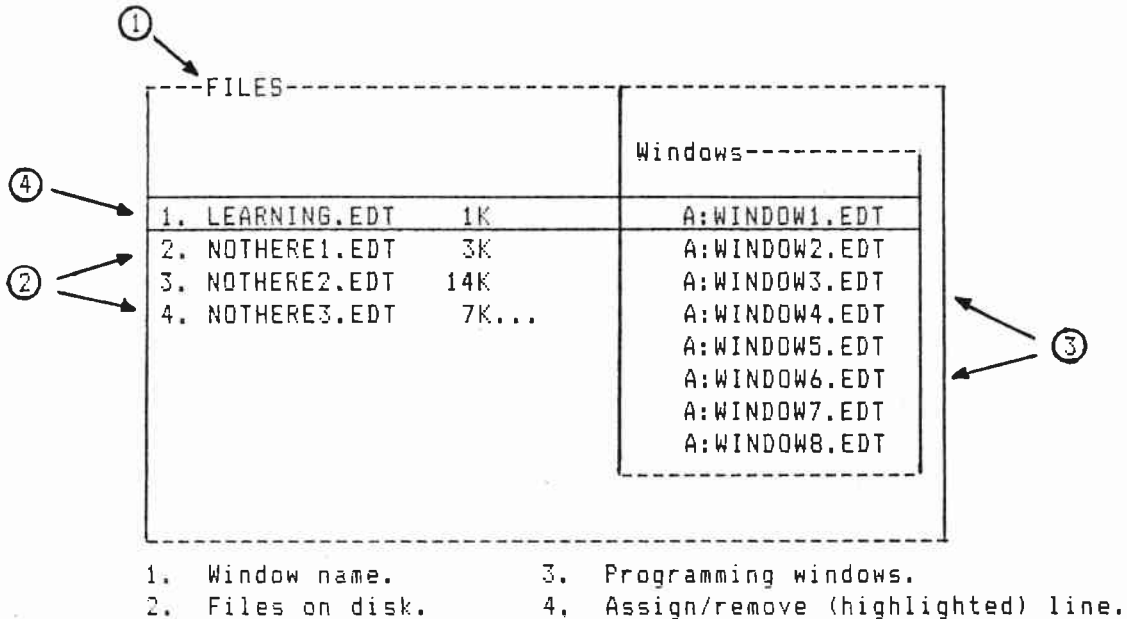 ①
---FILES---
Windows---
④
1. LEARNING.EDT 1K A:WINDOW1.EDT
2. NOTHERE1.EDT 3K A:WINDOW2.EDT
②
3. NOTHERE2.EDT 14K A:WINDOW3.EDT
4. NOTHERE3.EDT 7K... A:WINDOW4.EDT
A:WINDOW5.EDT
③
A:WINDOW6.EDT
A:WINDOW7.EDT
A:WINDOW8.EDT
1. Window name. 3. Programming windows.
2. Files on disk. 4. Assign/remove (highlighted) line.